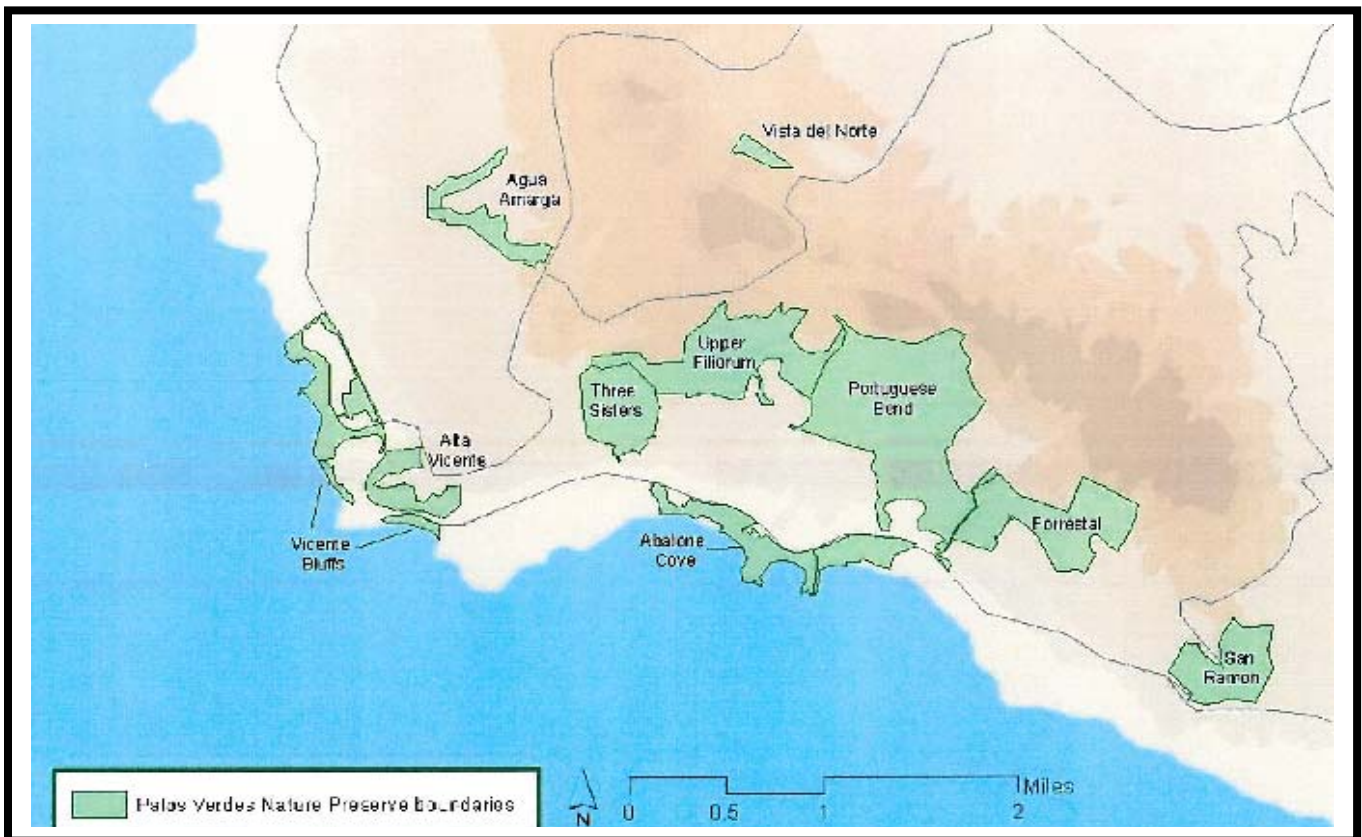 Vista del Norte
Agua
Amarga
Upper
Filiorum
Three
Sisters
Portuguese
Bend
Alta
Vicente
Vicente
Bluffs
Abalone
Cove
Forrestal
San
Ramon
Palos Verdes Nature Preserve boundaries
N
Miles
0 0.5 1 2